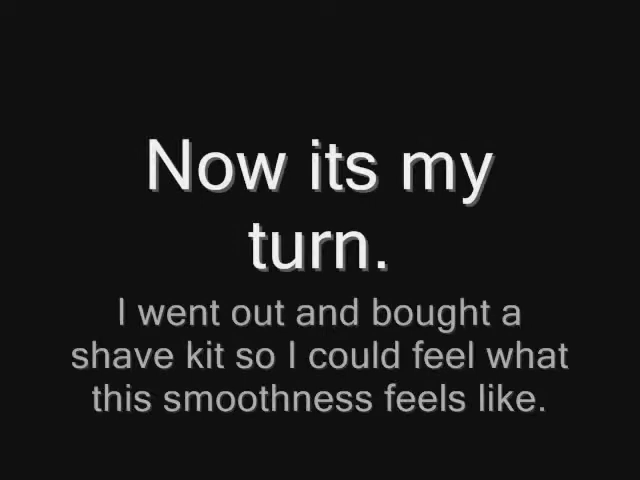 Now its my
turn.
I went out and bought a
shave kit so I could feel what
this smoothness feels like.